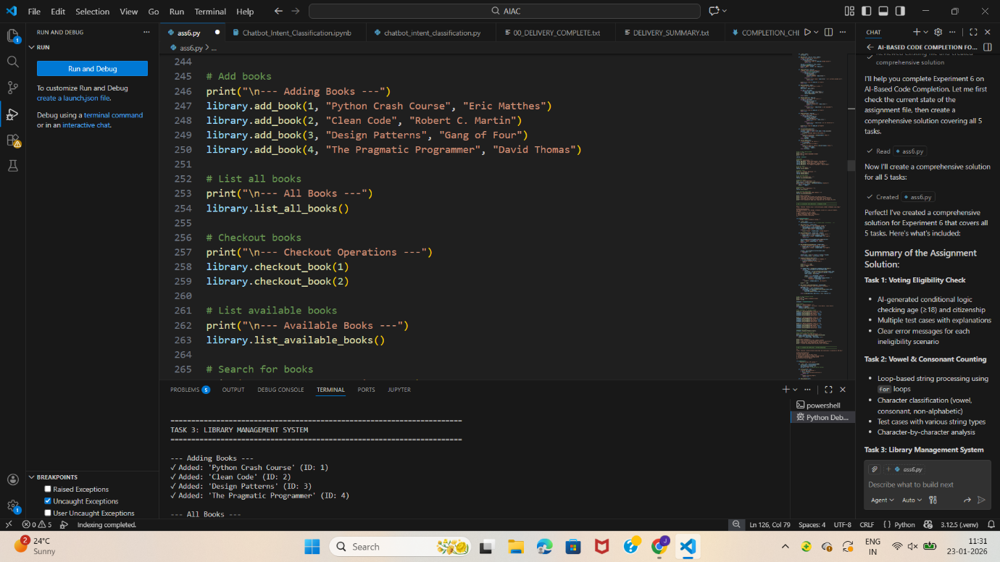 File Edit Selection View Go Run Terminal Help
AIAC
RUN AND DEBUG
RUN
Run and Debug
To customize Run and Debug
create a launch.json file.
Debug using a terminal command
or in an interactive chat.
BREAKPOINTS
Raised Exceptions
Uncaught Exceptions
User Uncaught Exceptions
ass6.py
Chatbot_Intent_Classification.ipynb
chatbot_intent_classification.py
00_DELIVERY_COMPLETE.txt
DELIVERY_SUMMARY.txt
COMPLETION_CHE
ass6.py > ...
244
245 # Add books
246 print("\n--- Adding Books ---")
247 library.add_book(1, "Python Crash Course", "Eric Matthes")
248 library.add_book(2, "Clean Code", "Robert C. Martin")
249 library.add_book(3, "Design Patterns", "Gang of Four")
250 library.add_book(4, "The Pragmatic Programmer", "David Thomas")
251
252 # List all books
253 print("\n--- All Books ---")
254 library.list_all_books()
255
256 # Checkout books
257 print("\n--- Checkout Operations ---")
258 library.checkout_book(1)
259 library.checkout_book(2)
260
261 # List available books
262 print("\n--- Available Books ---")
263 library.list_available_books()
264
265 # Search for books
PROBLEMS 5 OUTPUT DEBUG CONSOLE TERMINAL PORTS JUPYTER
======================================================================
TASK 3: LIBRARY MANAGEMENT SYSTEM
======================================================================
--- Adding Books ---
✓ Added: 'Python Crash Course' (ID: 1)
✓ Added: 'Clean Code' (ID: 2)
✓ Added: 'Design Patterns' (ID: 3)
✓ Added: 'The Pragmatic Programmer' (ID: 4)
--- All Books ---
powershell
Python Deb...
CHAT
AI-BASED CODE COMPLETION FO...
Reviewed existing file and created
comprehensive solution
I'll help you complete Experiment 6 on
AI-Based Code Completion. Let me first
check the current state of the
assignment file, then create a
comprehensive solution covering all 5
tasks.
Read ass6.py
Now I'll create a comprehensive solution
for all 5 tasks:
Created ass6.py
Perfect! I've created a comprehensive
solution for Experiment 6 that covers all
5 tasks. Here's what's included:
Summary of the Assignment
Solution:
Task 1: Voting Eligibility Check
• AI-generated conditional logic
checking age (≥18) and citizenship
• Multiple test cases with explanations
• Clear error messages for each
ineligibility scenario
Task 2: Vowel & Consonant Counting
• Loop-based string processing using
for loops
• Character classification (vowel,
consonant, non-alphabetic)
• Test cases with various string types
• Character-by-character analysis
Task 3: Library Management System
+ ass6.py
Describe what to build next
Agent Auto
0 5 Indexing completed.
Ln 126, Col 79 Spaces: 4 UTF-8 CRLF { } Python 3.12.5 (.venv)
2
24°C
Sunny
Search
ENG
IN
11:31
23-01-2026